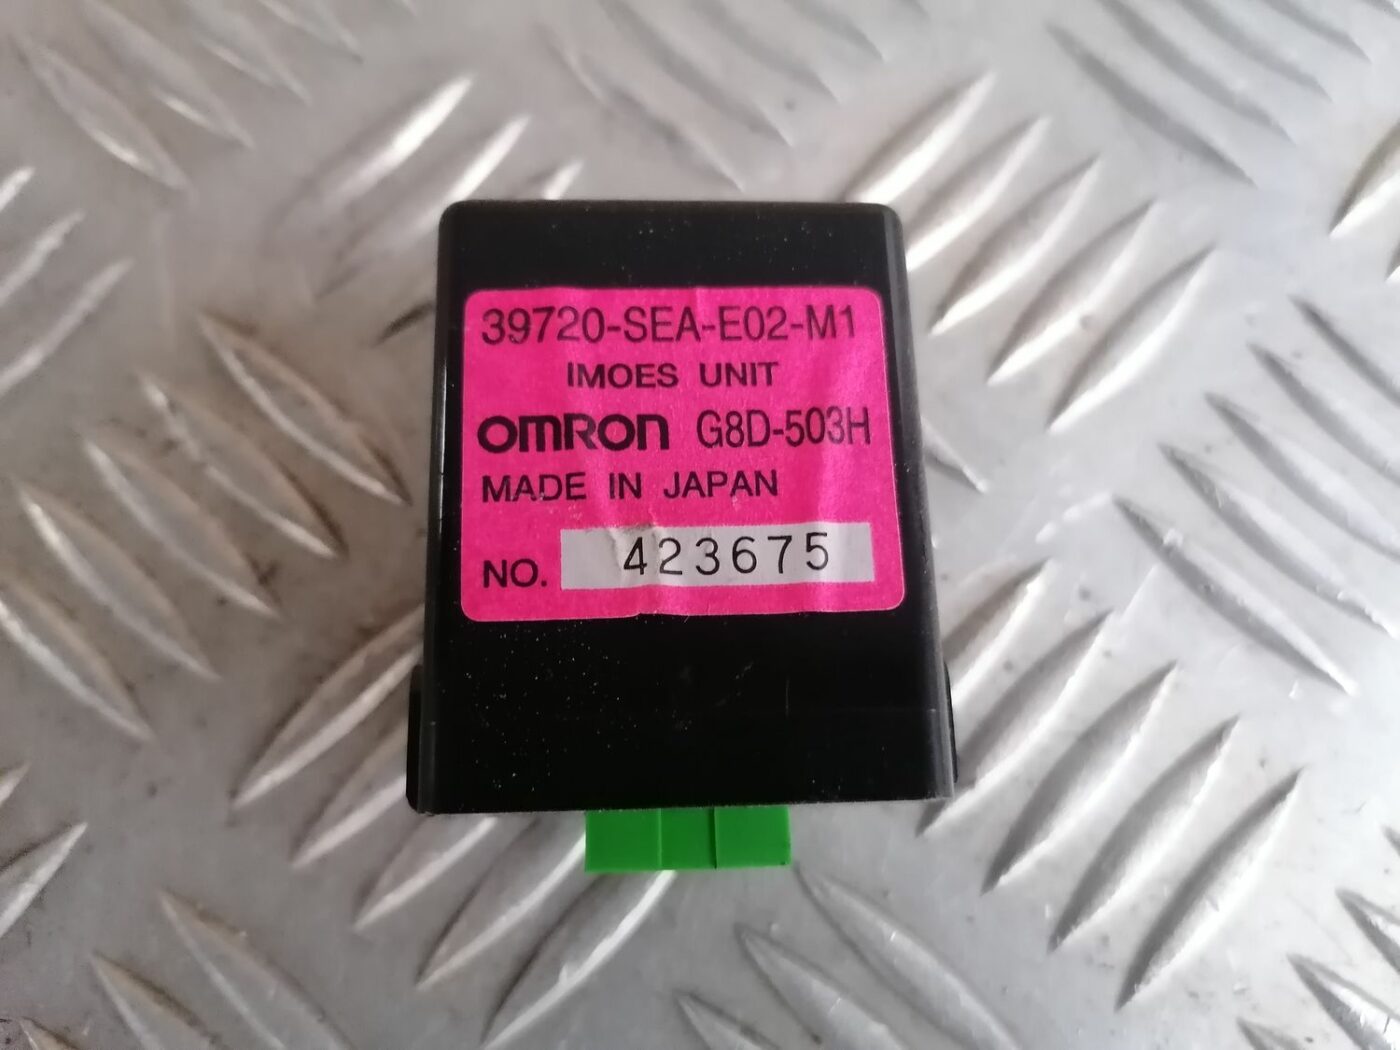 39720-SEA-E02-M1
IMOES UNIT
OMRON G8D-503H
MADE IN JAPAN
NO. 423675